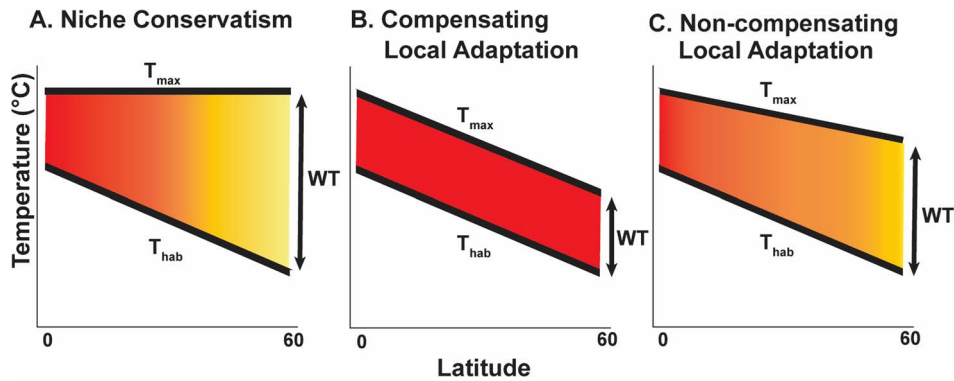 A. Niche Conservatism
B. Compensating
Local Adaptation
C. Non-compensating
Local Adaptation
Temperature (°C)
Tmax
WT
Thab
0
60
Tmax
WT
Thab
0
60
Tmax
WT
Thab
0
60
Latitude